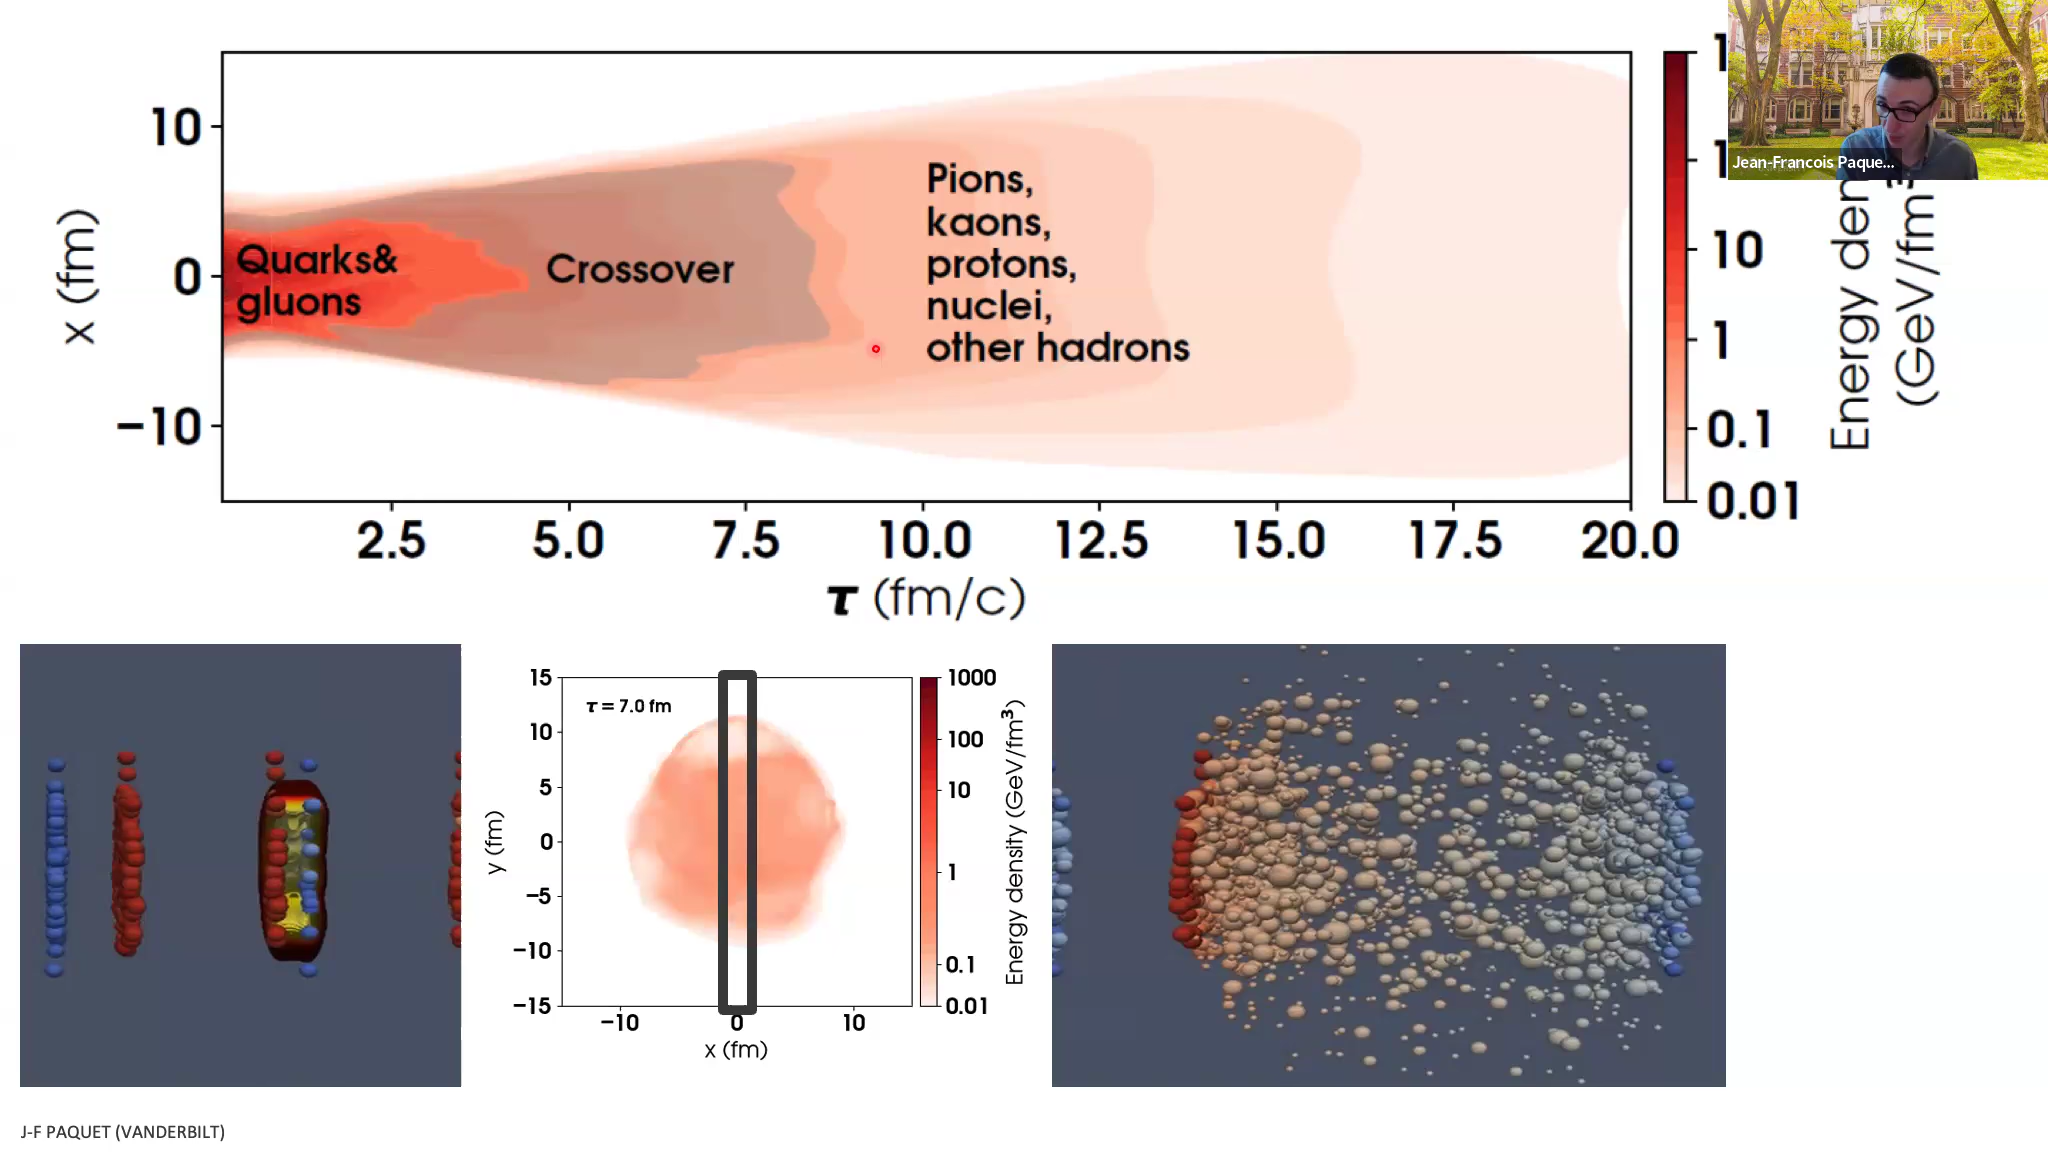 10
0
−10
x (fm)
Quarks&
gluons
Crossover
Pions,
kaons,
protons,
nuclei,
other hadrons
2.5
5.0
7.5
10.0
12.5
15.0
17.5
20.0
τ (fm/c)
10
1
0.1
0.01
Energy
(GeV/fm
Jean-Francois Paque...
15
10
5
0
−5
−10
−15
y (fm)
τ = 7.0 fm
−10
0
10
x (fm)
1000
100
10
1
0.1
0.01
Energy density (GeV/fm³)
J-F PAQUET (VANDERBILT)